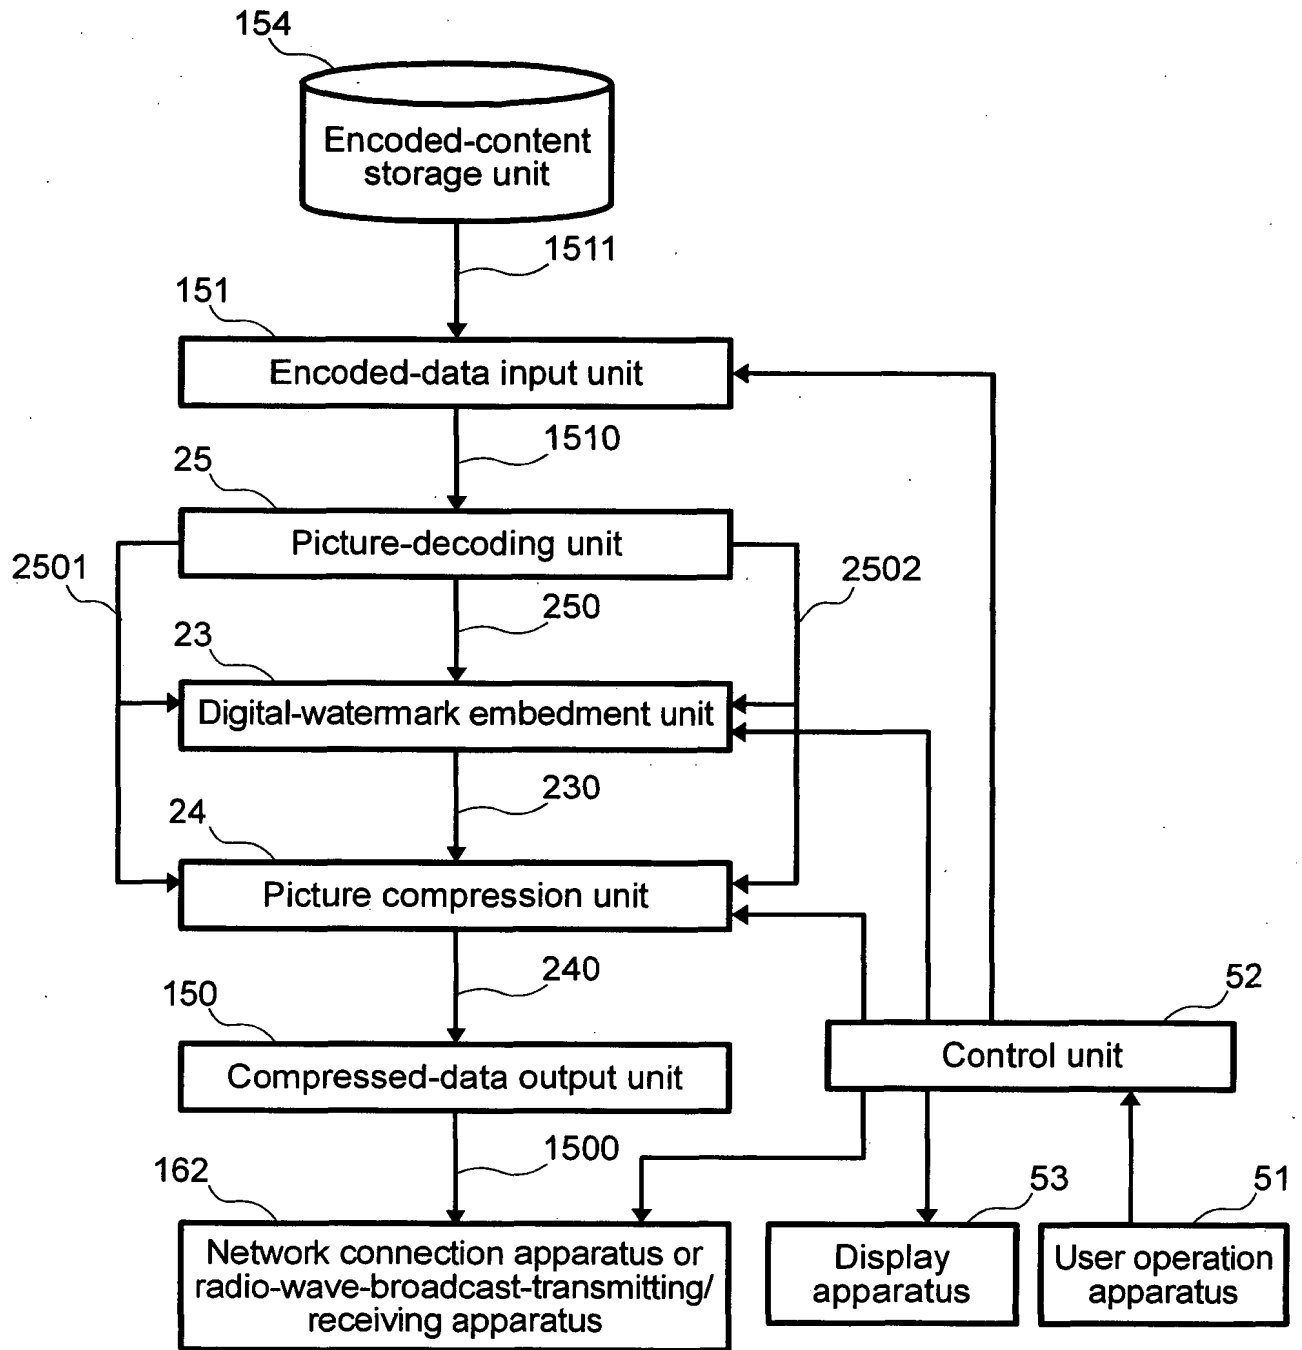 154
Encoded-content
storage unit
1511
151
Encoded-data input unit
1510
25
Picture-decoding unit
2501
2502
250
23
Digital-watermark embedment unit
230
24
Picture compression unit
240
52
150
Control unit
Compressed-data output unit
1500
162
53
51
Network connection apparatus or
radio-wave-broadcast-transmitting/
receiving apparatus
Display
apparatus
User operation
apparatus